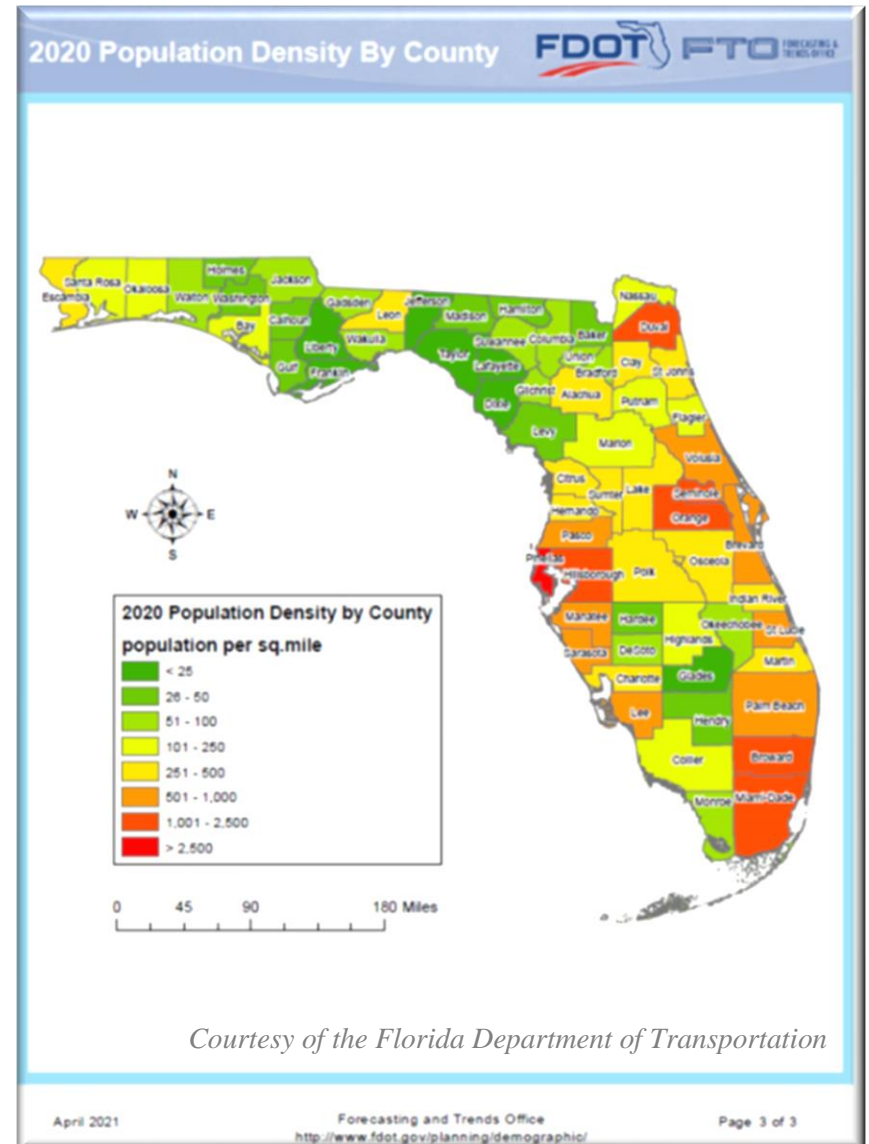 2020 Population Density By County
FDOT FTO FORECASTING & TRENDS OFFICE
Escambia
Santa Rosa
Okaloosa
Walton
Holmes
Washington
Bay
Jackson
Calhoun
Gulf
Liberty
Franklin
Gadsden
Leon
Wakulla
Jefferson
Madison
Taylor
Hamilton
Suwannee
Lafayette
Dixie
Columbia
Gilchrist
Levy
Baker
Union
Bradford
Alachua
Nassau
Duval
Clay
St Johns
Putnam
Flagler
Marion
Volusia
Citrus
Sumter
Lake
Hernando
Seminole
Orange
Pasco
Brevard
Pinellas
Hillsborough
Polk
Osceola
Indian River
Manatee
Hardee
Highlands
Okeechobee
St Lucie
Sarasota
DeSoto
Martin
Charlotte
Glades
Lee
Hendry
Palm Beach
Collier
Broward
Monroe
Miami-Dade
N
W E
S
2020 Population Density by County
population per sq.mile
< 25
26 - 50
51 - 100
101 - 250
251 - 500
501 - 1,000
1,001 - 2,500
> 2,500
0 45 90 180 Miles
Courtesy of the Florida Department of Transportation
April 2021 Forecasting and Trends Office Page 3 of 3
http://www.fdot.gov/planning/demographic/